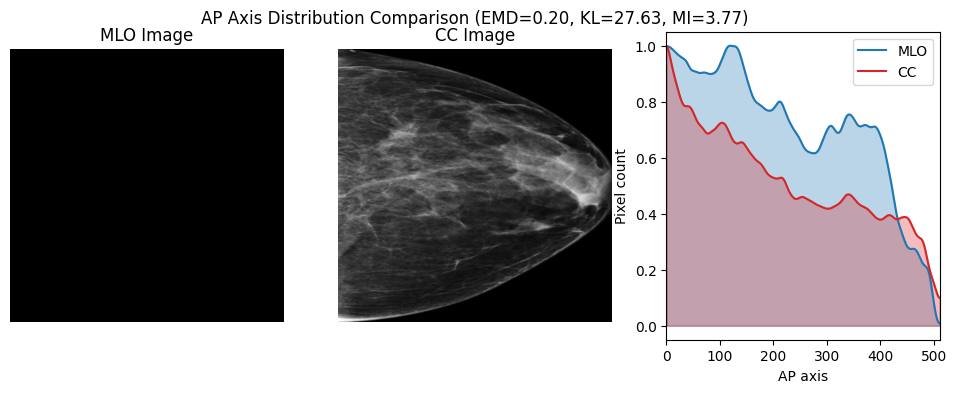 AP Axis Distribution Comparison (EMD=0.20, KL=27.63, MI=3.77)
MLO Image
CC Image
MLO
CC
1.0
0.8
0.6
0.4
0.2
0.0
Pixel count
0 100 200 300 400 500
AP axis